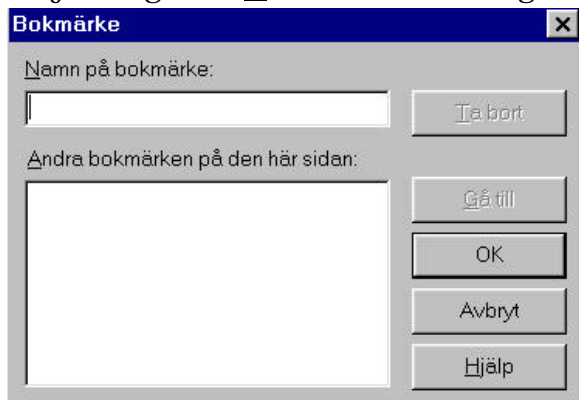 Bokmärke
Namn på bokmärke:
Ta bort
Andra bokmärken på den här sidan:
Gå till
OK
Avbryt
Hjälp